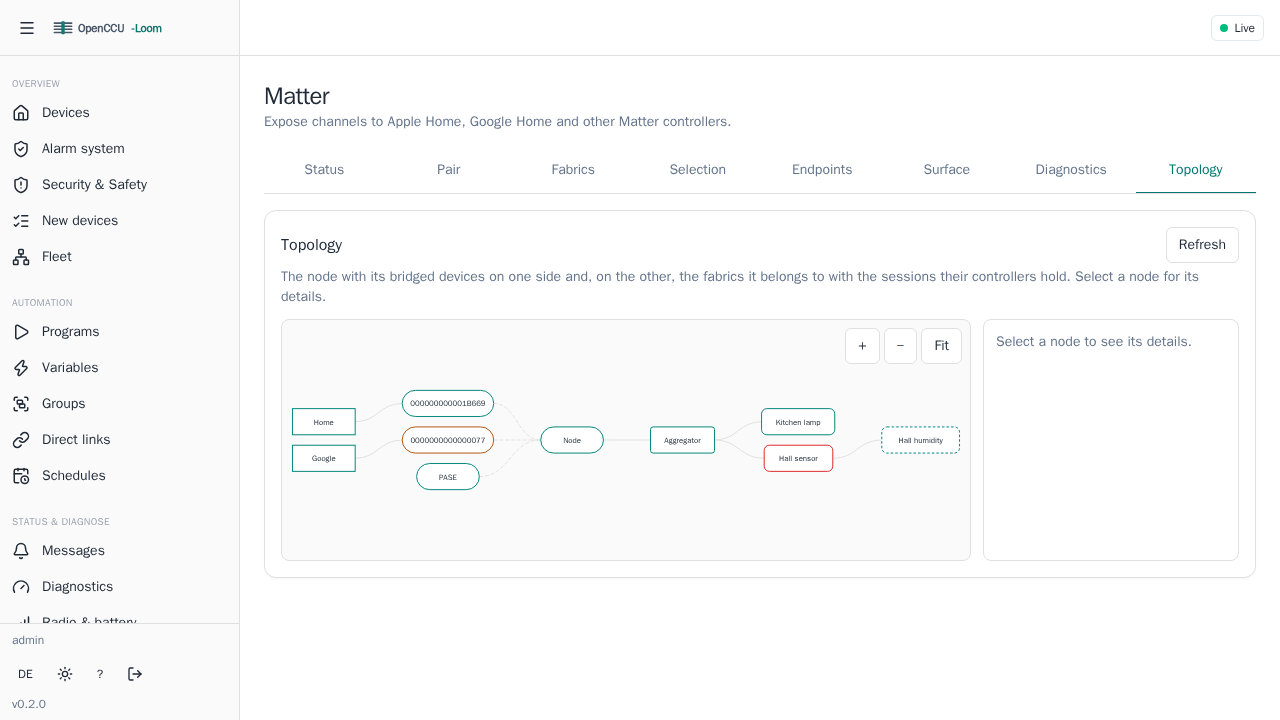 OpenCCU -Loom
Live
OVERVIEW
Devices
Alarm system
Security & Safety
New devices
Fleet
AUTOMATION
Programs
Variables
Groups
Direct links
Schedules
STATUS & DIAGNOSE
Messages
Diagnostics
Radio & battery
admin
DE
?
v0.2.0
Matter
Expose channels to Apple Home, Google Home and other Matter controllers.
Status
Pair
Fabrics
Selection
Endpoints
Surface
Diagnostics
Topology
Topology
Refresh
The node with its bridged devices on one side and, on the other, the fabrics it belongs to with the sessions their controllers hold. Select a node for its
details.
+
−
Fit
Home
Google
000000000001B669
0000000000000077
PASE
Node
Aggregator
Kitchen lamp
Hall sensor
Hall humidity
Select a node to see its details.